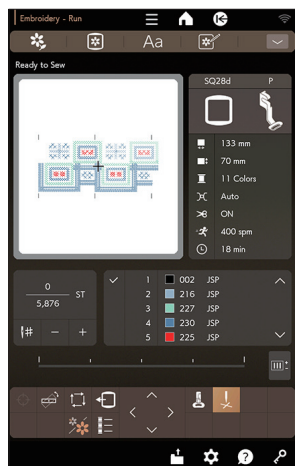 Embroidery - Run
Aa
Ready to Sew
SQ28d P
133 mm
70 mm
11 Colors
Auto
ON
400 spm
18 min
0
5,876 ST
1 002 JSP
2 216 JSP
3 227 JSP
4 230 JSP
5 225 JSP
# - +
?